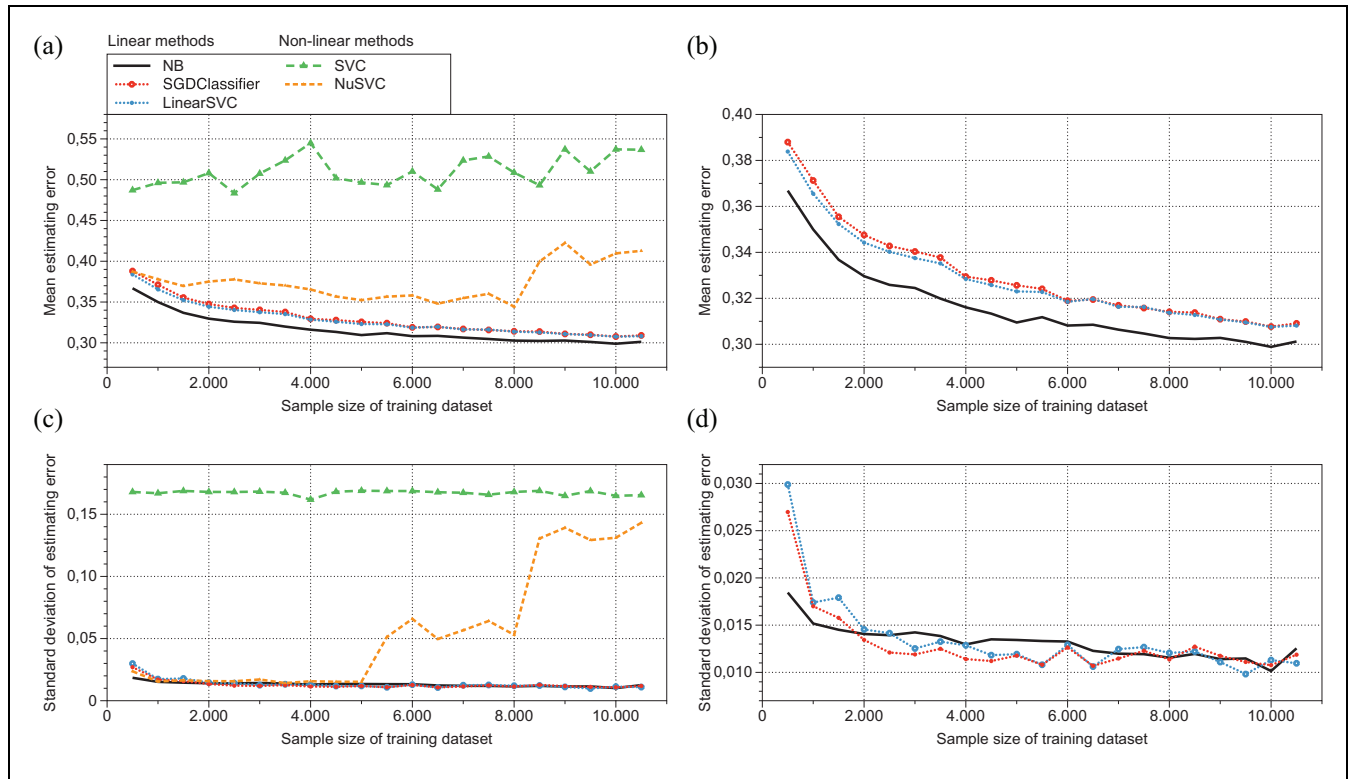 (a)
Linear methods Non-linear methods
NB SVC
SGDClassifier NuSVC
LinearSVC
0,55
0,50
0,45
0,40
0,35
0,30
Mean estimating error
0 2.000 4.000 6.000 8.000 10.000
Sample size of training dataset
(b)
0,40
0,38
0,36
0,34
0,32
0,30
Mean estimating error
0 2.000 4.000 6.000 8.000 10.000
Sample size of training dataset
(c)
0,15
0,10
0,05
0
Standard deviation of estimating error
0 2.000 4.000 6.000 8.000 10.000
Sample size of training dataset
(d)
0,030
0,025
0,020
0,015
0,010
Standard deviation of estimating error
0 2.000 4.000 6.000 8.000 10.000
Sample size of training dataset